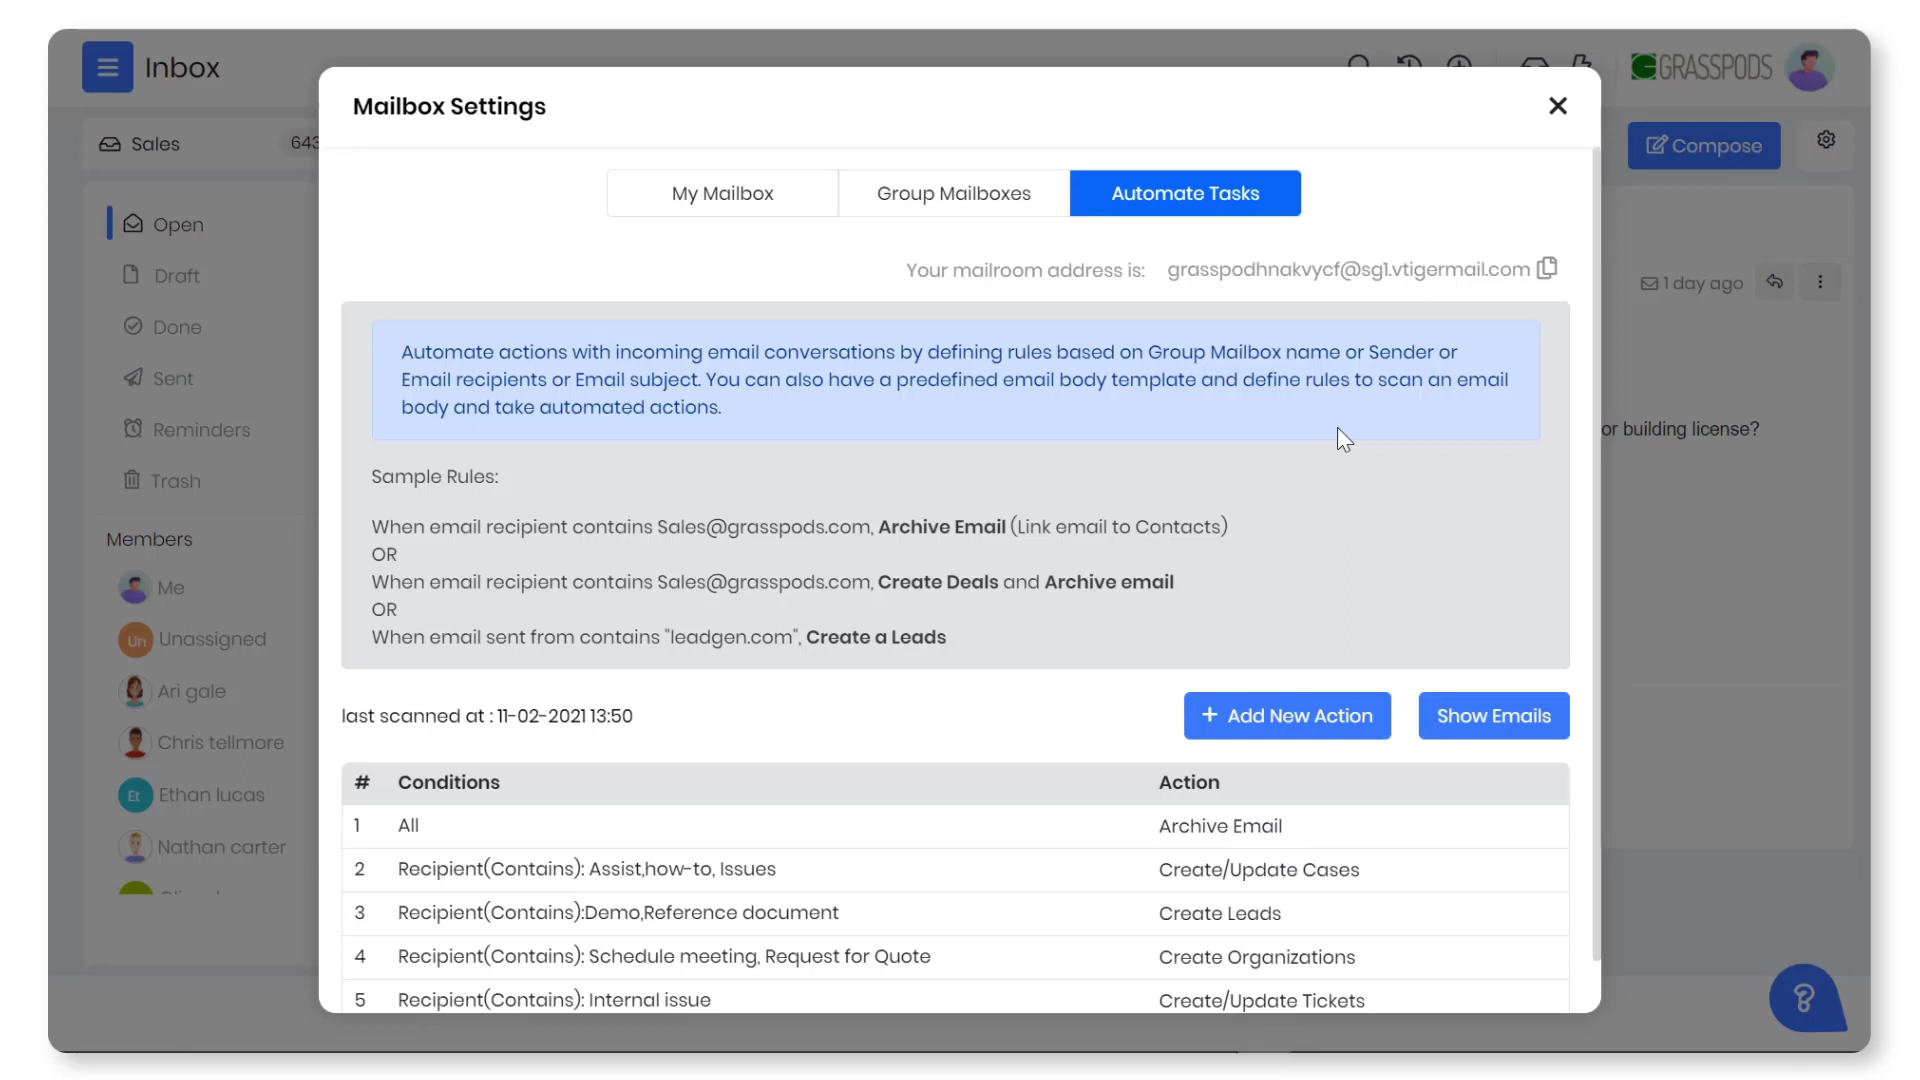 Inbox
GRASSPODS
Mailbox Settings
Sales
643
Compose
My Mailbox
Group Mailboxes
Automate Tasks
Open
Draft
Done
Sent
Reminders
Trash
Your mailroom address is: grasspodhnakvycf@sg1.vtigermail.com
1 day ago
Automate actions with incoming email conversations by defining rules based on Group Mailbox name or Sender or
Email recipients or Email subject. You can also have a predefined email body template and define rules to scan an email
body and take automated actions.
or building license?
Sample Rules:
When email recipient contains Sales@grasspods.com, Archive Email (Link email to Contacts)
OR
When email recipient contains Sales@grasspods.com, Create Deals and Archive email
OR
When email sent from contains "leadgen.com", Create a Leads
Members
Me
Un Unassigned
Ari gale
Chris tellmore
Et Ethan lucas
Nathan carter
last scanned at : 11-02-2021 13:50
+ Add New Action
Show Emails
# Conditions Action
1 All Archive Email
2 Recipient(Contains): Assist,how-to, Issues Create/Update Cases
3 Recipient(Contains):Demo,Reference document Create Leads
4 Recipient(Contains): Schedule meeting, Request for Quote Create Organizations
5 Recipient(Contains): Internal issue Create/Update Tickets
?